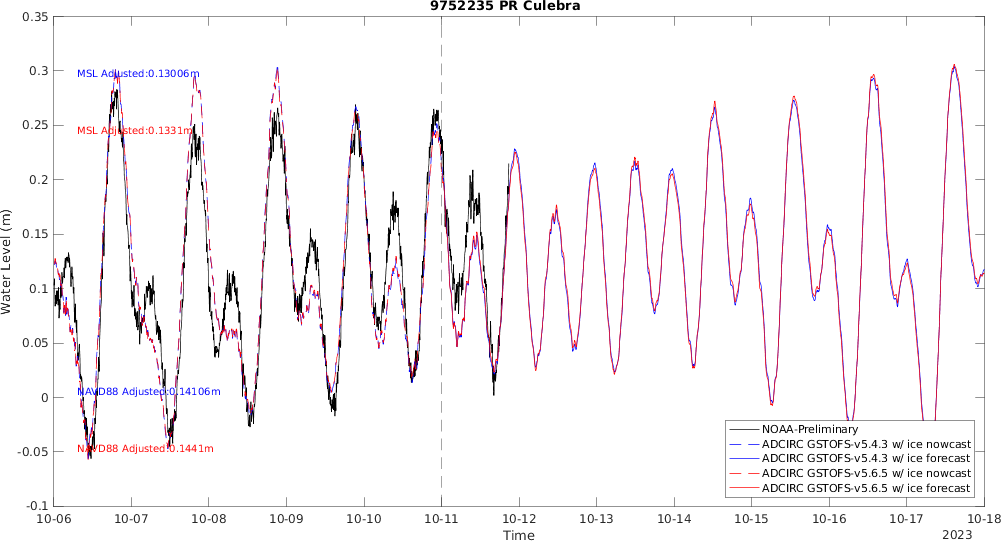 9752235 PR Culebra
0.35
0.3
0.25
0.2
0.15
0.1
0.05
0
-0.05
-0.1
Water Level (m)
MSL Adjusted:0.13006m
MSL Adjusted:0.1331m
NAVD88 Adjusted:0.14106m
NAVD88 Adjusted:0.1441m
NOAA-Preliminary
ADCIRC GSTOFS-v5.4.3 w/ ice nowcast
ADCIRC GSTOFS-v5.4.3 w/ ice forecast
ADCIRC GSTOFS-v5.6.5 w/ ice nowcast
ADCIRC GSTOFS-v5.6.5 w/ ice forecast
10-06 10-07 10-08 10-09 10-10 10-11 10-12 10-13 10-14 10-15 10-16 10-17 10-18
Time
2023